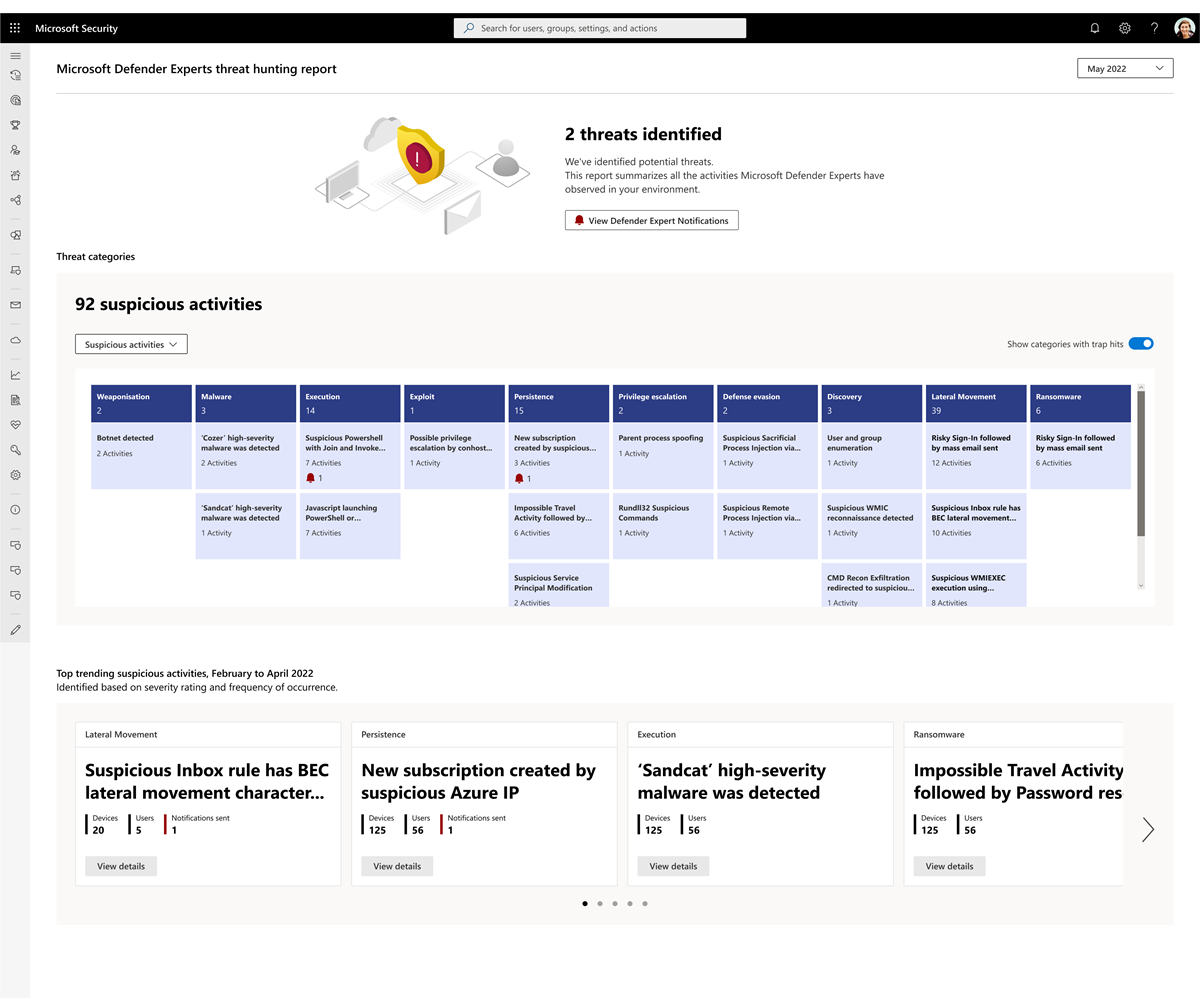 Microsoft Security
Search for users, groups, settings, and actions
Microsoft Defender Experts threat hunting report
May 2022
2 threats identified
We've identified potential threats.
This report summarizes all the activities Microsoft Defender Experts have
observed in your environment.
View Defender Expert Notifications
Threat categories
92 suspicious activities
Suspicious activities
Show categories with trap hits
Weaponisation
2
Botnet detected
2 Activities
Malware
3
'Cozer' high-severity
malware was detected
2 Activities
'Sandcat' high-severity
malware was detected
1 Activity
Execution
14
Suspicious Powershell
with Join and Invoke...
7 Activities
1
Javascript launching
PowerShell or...
7 Activities
Exploit
1
Possible privilege
escalation by conhost...
1 Activity
Persistence
15
New subscription
created by suspicious...
3 Activities
1
Impossible Travel
Activity followed by...
6 Activities
Suspicious Service
Principal Modification
2 Activities
Privilege escalation
2
Parent process spoofing
1 Activity
Rundll32 Suspicious
Commands
1 Activity
Defense evasion
2
Suspicious Sacrificial
Process Injection via...
1 Activity
Suspicious Remote
Process Injection via...
1 Activity
Discovery
3
User and group
enumeration
1 Activity
Suspicious WMIC
reconnaissance detected
1 Activity
CMD Recon Exfiltration
redirected to suspiciou...
1 Activity
Lateral Movement
39
Risky Sign-In followed
by mass email sent
12 Activities
Suspicious Inbox rule has
BEC lateral movement...
10 Activities
Suspicious WMIEXEC
execution using...
8 Activities
Ransomware
6
Risky Sign-In followed
by mass email sent
6 Activities
Top trending suspicious activities, February to April 2022
Identified based on severity rating and frequency of occurrence.
Lateral Movement
Suspicious Inbox rule has BEC
lateral movement character...
Devices
20
Users
5
Notifications sent
1
View details
Persistence
New subscription created by
suspicious Azure IP
Devices
125
Users
56
Notifications sent
1
View details
Execution
'Sandcat' high-severity
malware was detected
Devices
125
Users
56
View details
Ransomware
Impossible Travel Activity
followed by Password res
Devices
125
Users
56
View details